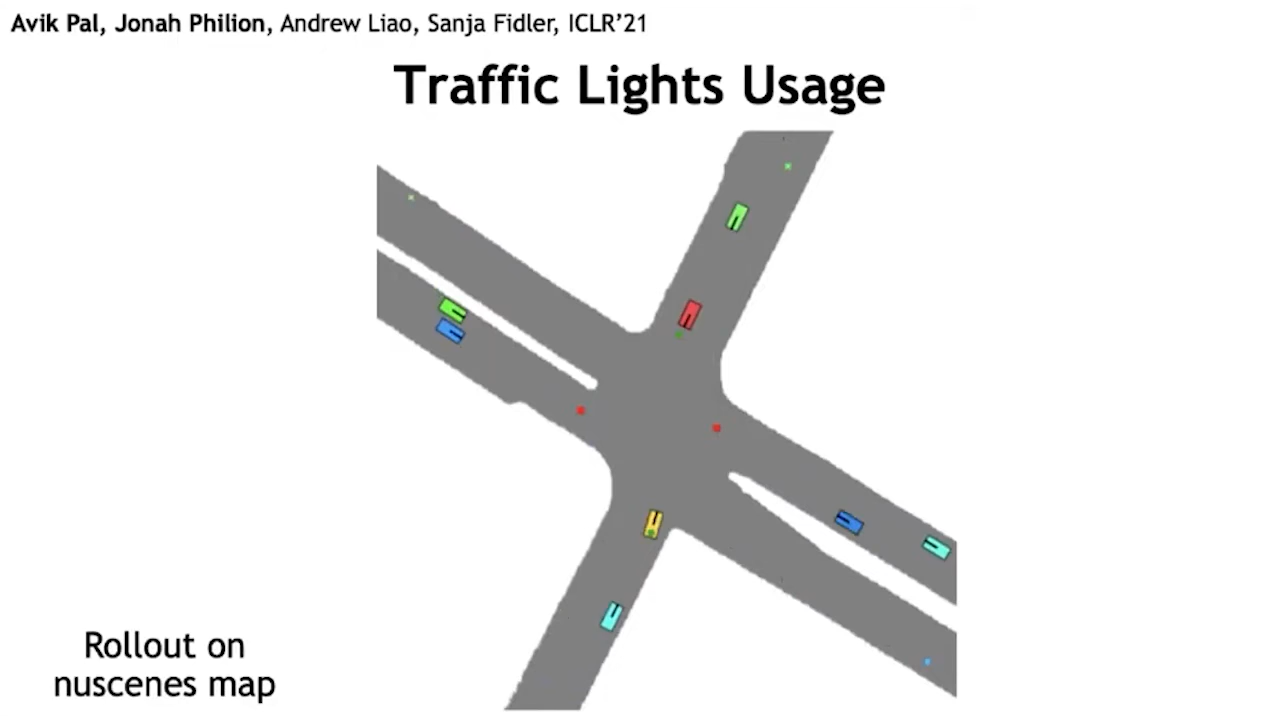 Avik Pal, Jonah Philion, Andrew Liao, Sanja Fidler, ICLR’21
Traffic Lights Usage
Rollout on
nuscenes map